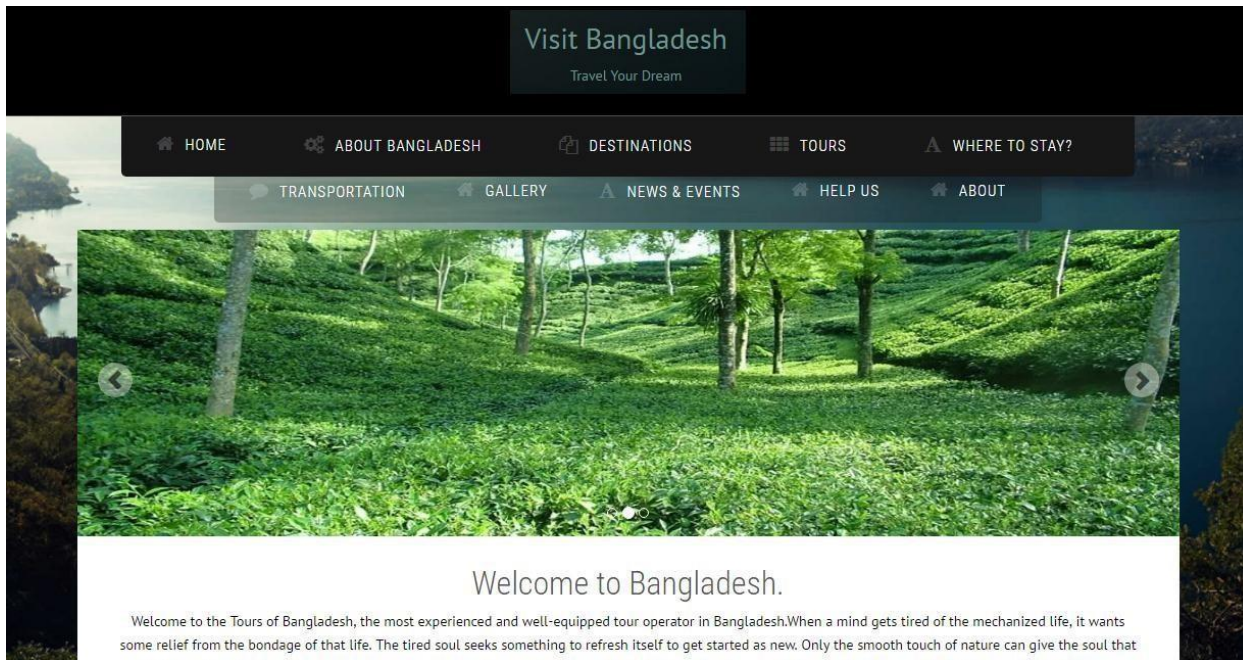 Visit Bangladesh
Travel Your Dream
HOME ABOUT BANGLADESH DESTINATIONS TOURS A WHERE TO STAY?
TRANSPORTATION GALLERY A NEWS & EVENTS HELP US ABOUT
Welcome to Bangladesh.
Welcome to the Tours of Bangladesh, the most experienced and well-equipped tour operator in Bangladesh.When a mind gets tired of the mechanized life, it wants
some relief from the bondage of that life. The tired soul seeks something to refresh itself to get started as new. Only the smooth touch of nature can give the soul that